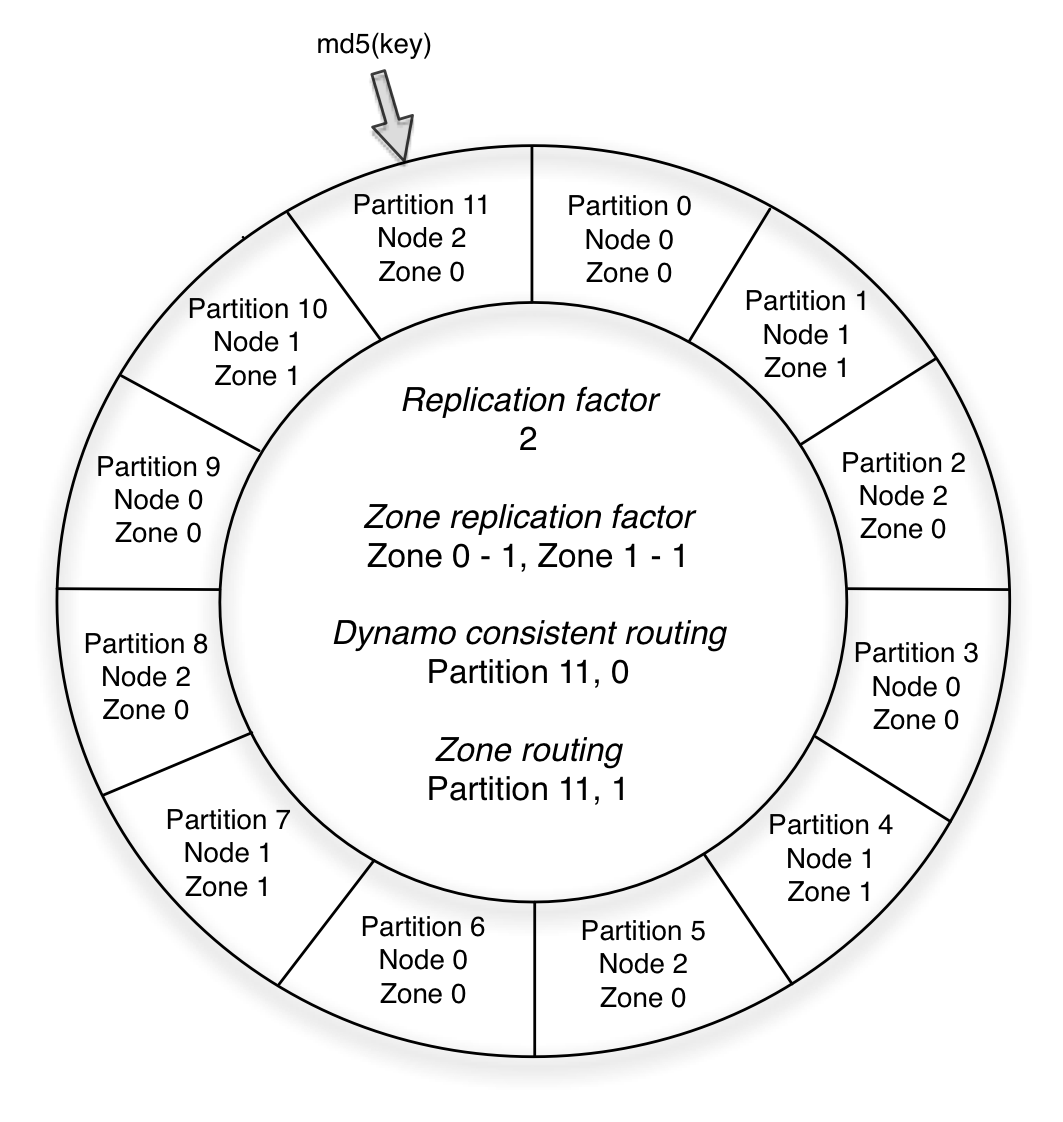 md5(key)
Partition 11
Node 2
Zone 0
Partition 0
Node 0
Zone 0
Partition 1
Node 1
Zone 1
Partition 2
Node 2
Zone 0
Partition 3
Node 0
Zone 0
Partition 4
Node 1
Zone 1
Partition 5
Node 2
Zone 0
Partition 6
Node 0
Zone 0
Partition 7
Node 1
Zone 1
Partition 8
Node 2
Zone 0
Partition 9
Node 0
Zone 0
Partition 10
Node 1
Zone 1
Replication factor
2
Zone replication factor
Zone 0 - 1, Zone 1 - 1
Dynamo consistent routing
Partition 11, 0
Zone routing
Partition 11, 1